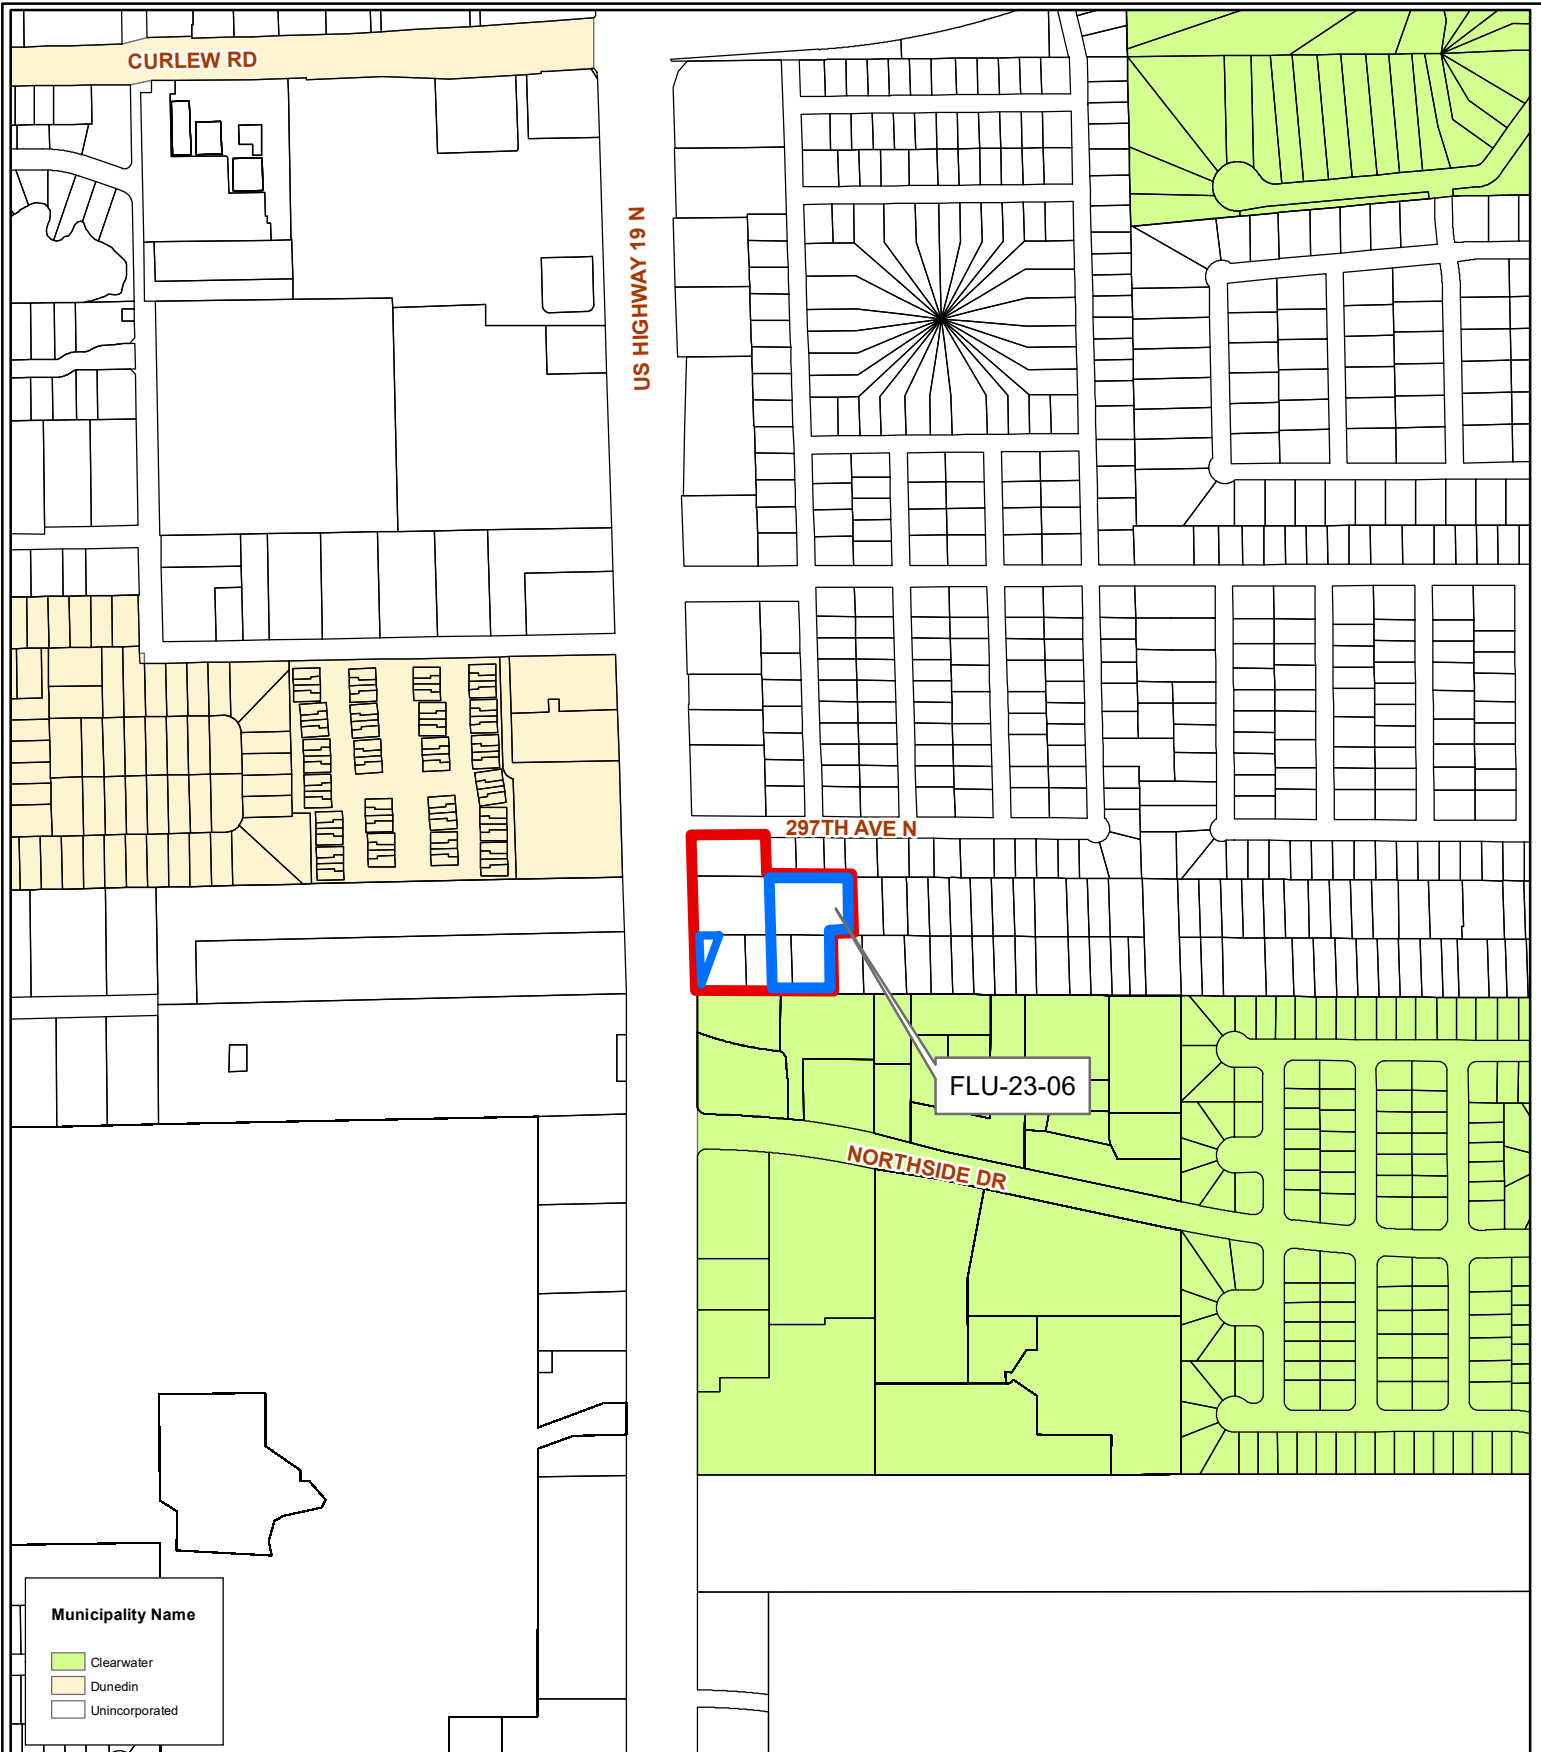 CURLEW RD
US HIGHWAY 19 N
297TH AVE N
FLU-23-06
NORTHSIDE DR
Municipality Name
Clearwater
Dunedin
Unincorporated